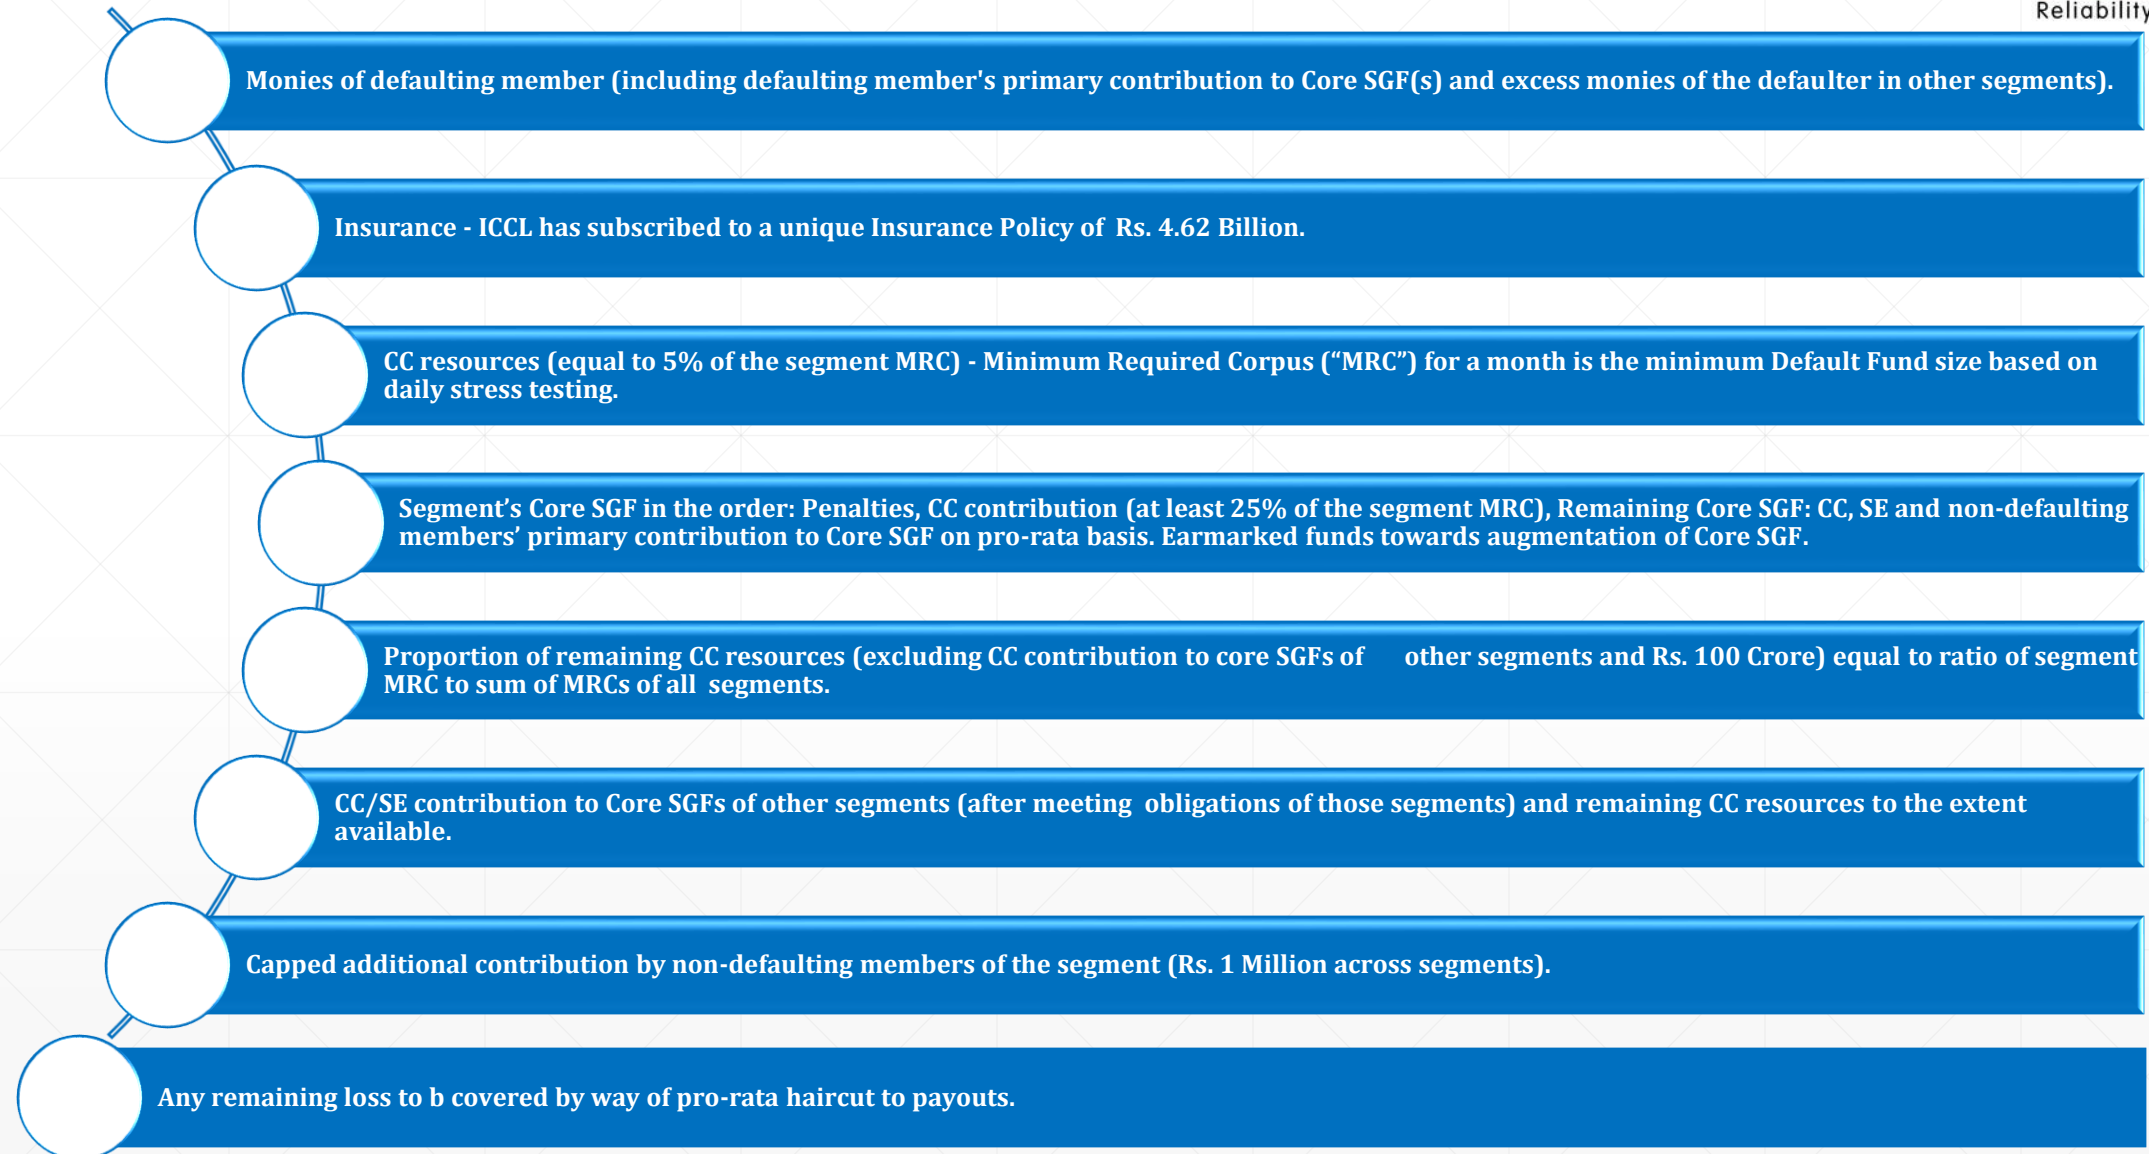 Reliability
Monies of defaulting member (including defaulting member's primary contribution to Core SGF(s) and excess monies of the defaulter in other segments).
Insurance - ICCL has subscribed to a unique Insurance Policy of Rs. 4.62 Billion.
CC resources (equal to 5% of the segment MRC) - Minimum Required Corpus (“MRC”) for a month is the minimum Default Fund size based on
daily stress testing.
Segment’s Core SGF in the order: Penalties, CC contribution (at least 25% of the segment MRC), Remaining Core SGF: CC, SE and non-defaulting
members’ primary contribution to Core SGF on pro-rata basis. Earmarked funds towards augmentation of Core SGF.
Proportion of remaining CC resources (excluding CC contribution to core SGFs of other segments and Rs. 100 Crore) equal to ratio of segment
MRC to sum of MRCs of all segments.
CC/SE contribution to Core SGFs of other segments (after meeting obligations of those segments) and remaining CC resources to the extent
available.
Capped additional contribution by non-defaulting members of the segment (Rs. 1 Million across segments).
Any remaining loss to b covered by way of pro-rata haircut to payouts.